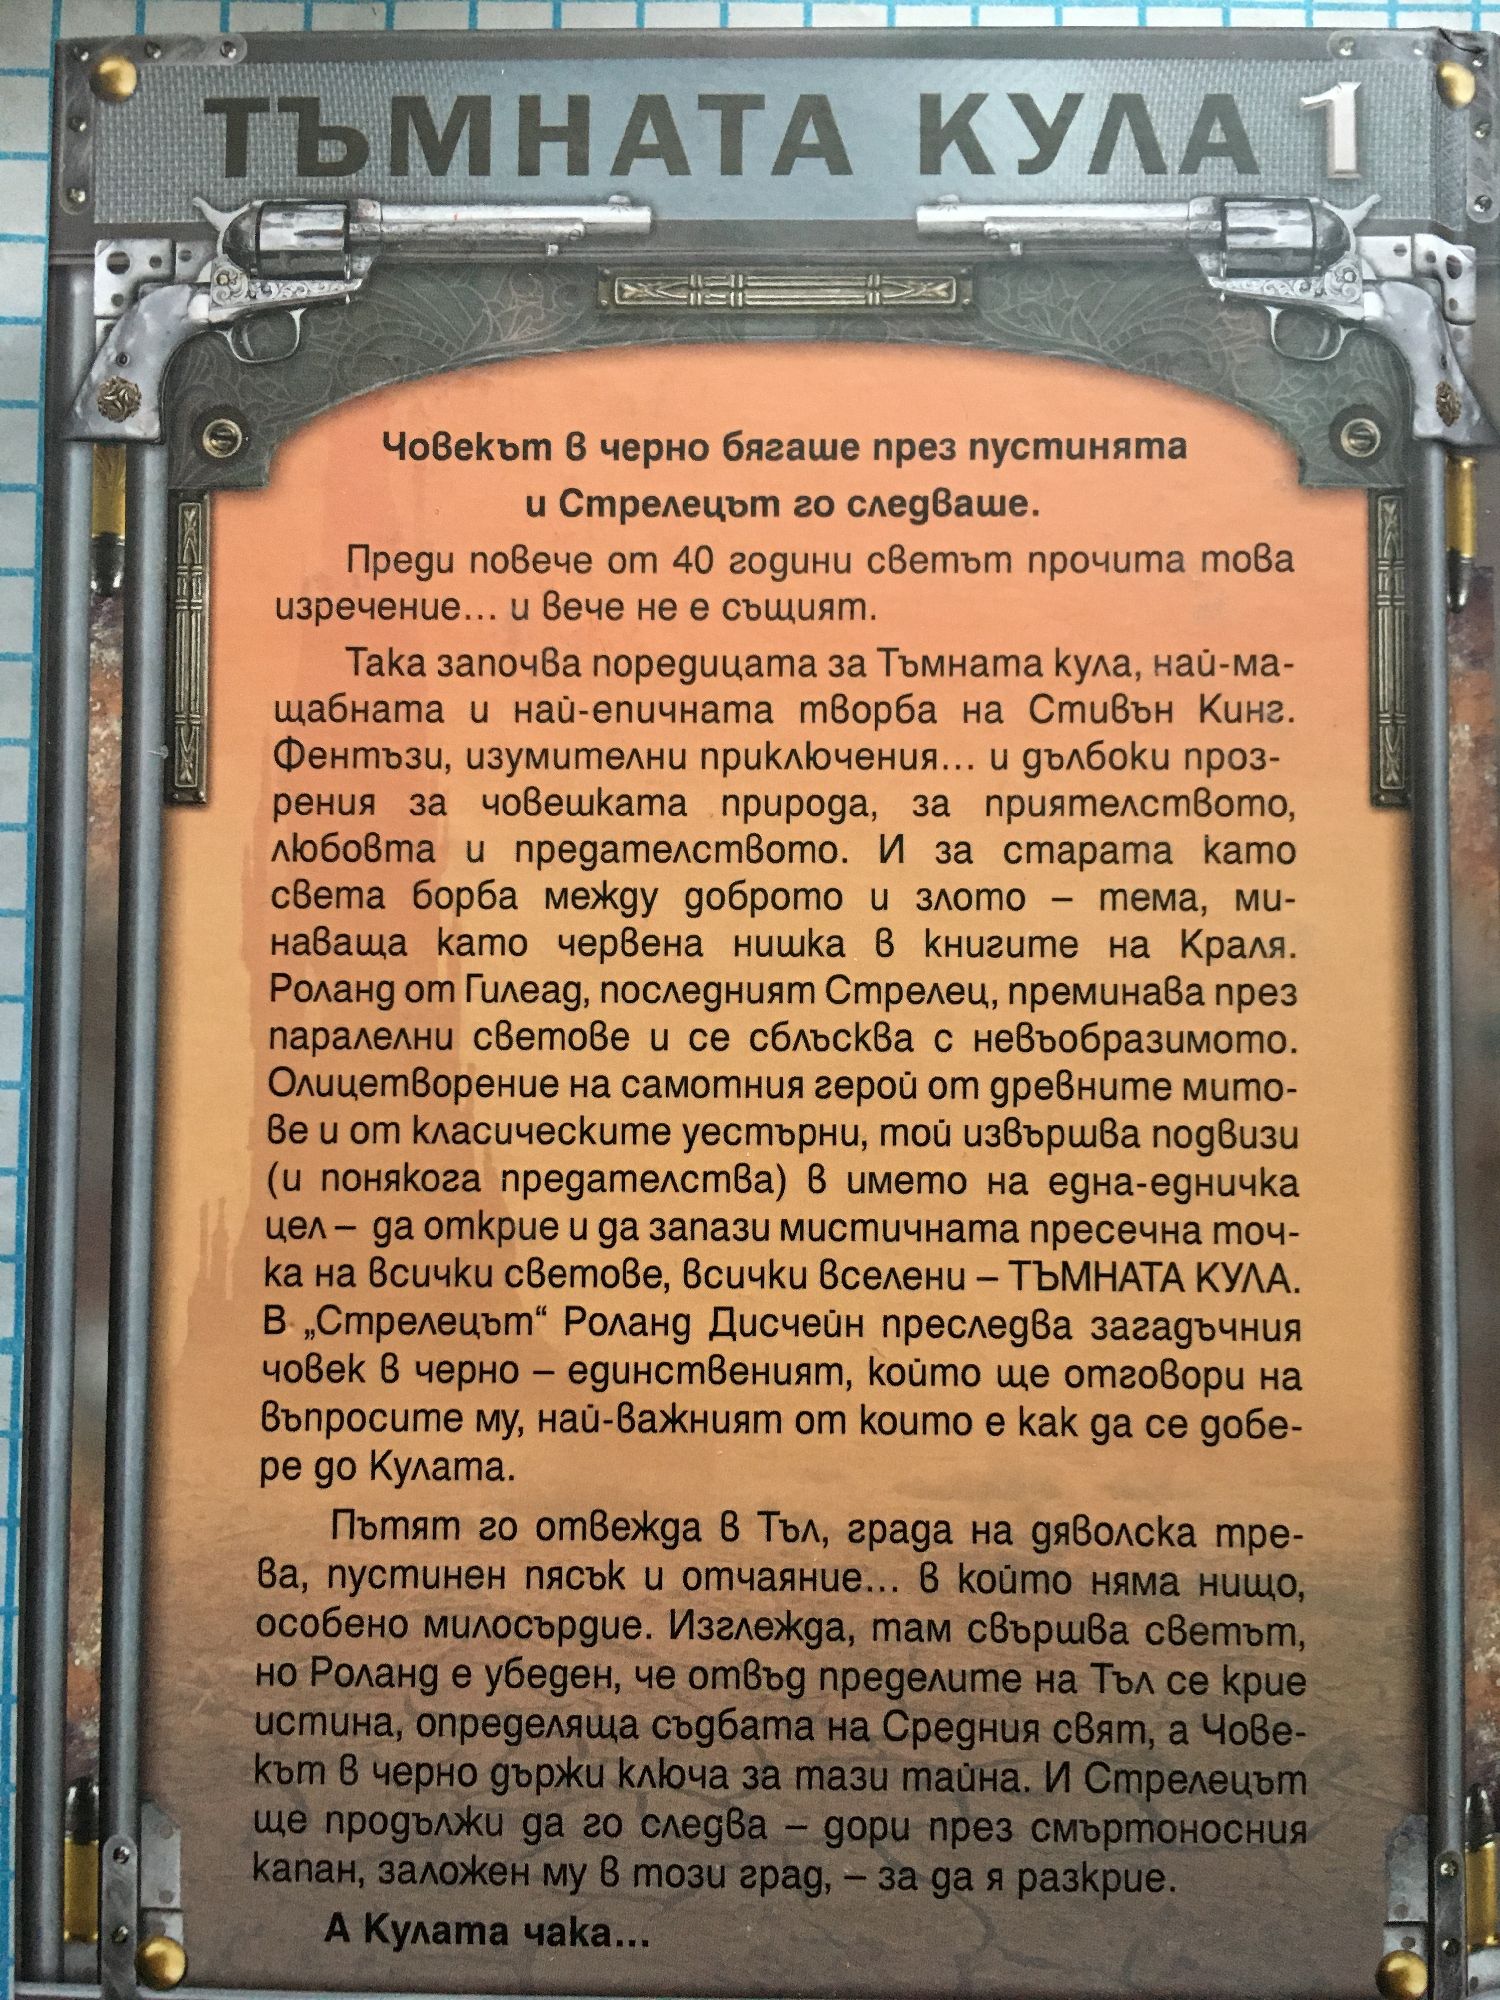 ТЪМНАТА КУЛА 1
Човекът в черно бягаше през пустинята
и Стрелецът го следваше.
Преди повече от 40 години светът прочита това
изречение... и вече не е същият.
Така започва поредицата за Тъмната кула, най-ма-
щабната и най-епичната творба на Стивън Кинг.
Фентъзи, изумителни приключения... и дълбоки проз-
рения за човешката природа, за приятелството,
любовта и предателството. И за старата като
света борба между доброто и злото – тема, ми-
наваща като червена нишка в книгите на Краля.
Роланд от Гилеад, последният Стрелец, преминава през
паралелни светове и се сблъсква с невъобразимото.
Олицетворение на самотния герой от древните мито-
ве и от класическите уестърни, той извършва подвизи
(и понякога предателства) в името на една-едничка
цел – да открие и да запази мистичната пресечна точ-
ка на всички светове, всички вселени – ТЪМНАТА КУЛА.
В „Стрелецът“ Роланд Дисчейн преследва загадъчния
човек в черно – единственият, който ще отговори на
въпросите му, най-важният от които е как да се добе-
ре до Кулата.
Пътят го отвежда в Тъл, града на дяволска тре-
ва, пустинен пясък и отчаяние... в който няма нищо,
особено милосърдие. Изглежда, там свършва светът,
но Роланд е убеден, че отвъд пределите на Тъл се крие
истина, определяща съдбата на Средния свят, а Чове-
кът в черно държи ключа за тази тайна. И Стрелецът
ще продължи да го следва – дори през смъртоносния
капан, заложен му в този град, – за да я разкрие.
А Кулата чака...